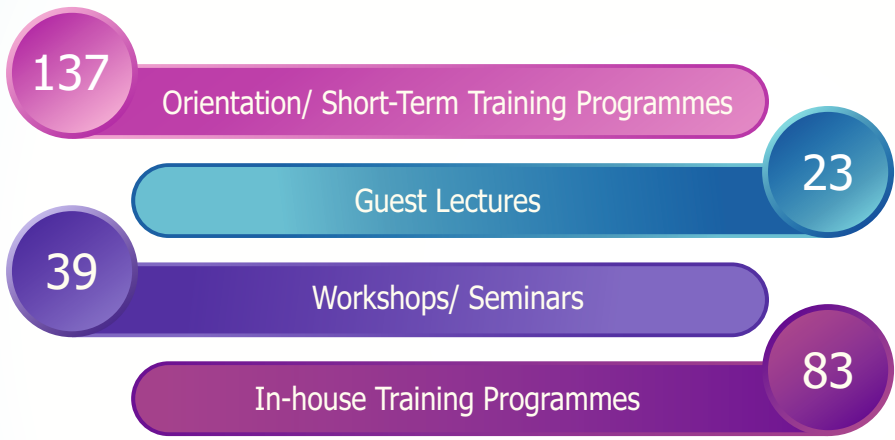 137
Orientation/ Short-Term Training Programmes
Guest Lectures
23
39
Workshops/ Seminars
In-house Training Programmes
83